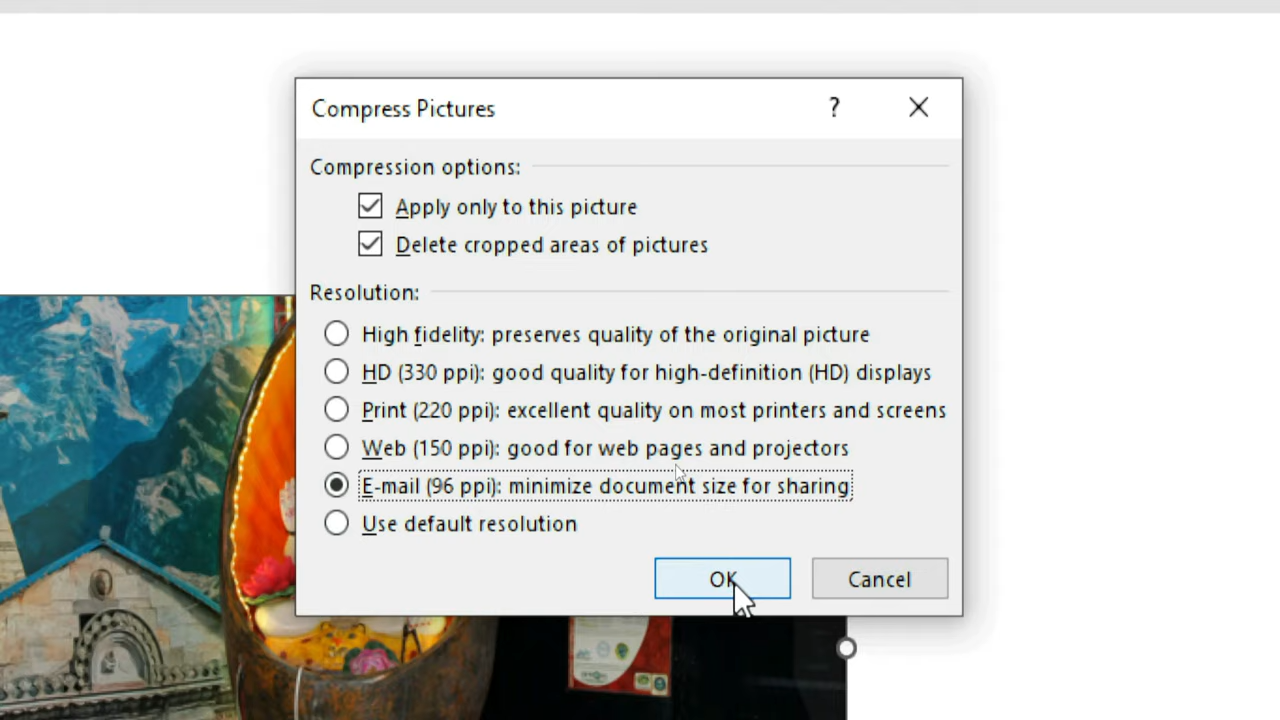 Compress Pictures
?
Compression options:
Apply only to this picture
Delete cropped areas of pictures
Resolution:
High fidelity: preserves quality of the original picture
HD (330 ppi): good quality for high-definition (HD) displays
Print (220 ppi): excellent quality on most printers and screens
Web (150 ppi): good for web pages and projectors
E-mail (96 ppi): minimize document size for sharing
Use default resolution
OK
Cancel